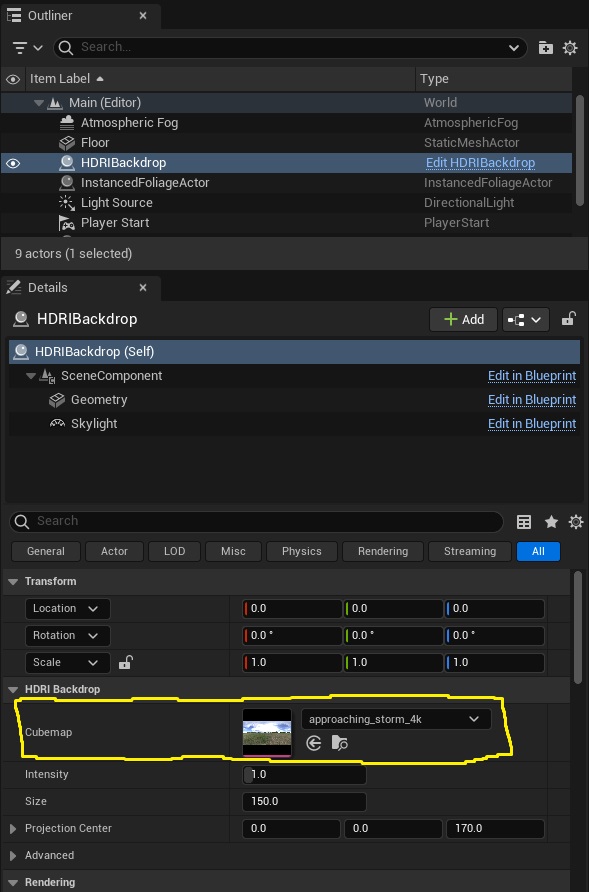 Outliner
Search...
Item Label Type
Main (Editor) World
Atmospheric Fog AtmosphericFog
Floor StaticMeshActor
HDRIBackdrop Edit HDRIBackdrop
InstancedFoliageActor InstancedFoliageActor
Light Source DirectionalLight
Player Start PlayerStart
9 actors (1 selected)
Details
HDRIBackdrop Add
HDRIBackdrop (Self)
SceneComponent Edit in Blueprint
Geometry Edit in Blueprint
Skylight Edit in Blueprint
Search
General Actor LOD Misc Physics Rendering Streaming All
Transform
Location 0.0 0.0 0.0
Rotation 0.0 ° 0.0 ° 0.0 °
Scale 1.0 1.0 1.0
HDRI Backdrop
Cubemap approaching_storm_4k
Intensity 1.0
Size 150.0
Projection Center 0.0 0.0 170.0
Advanced
Rendering